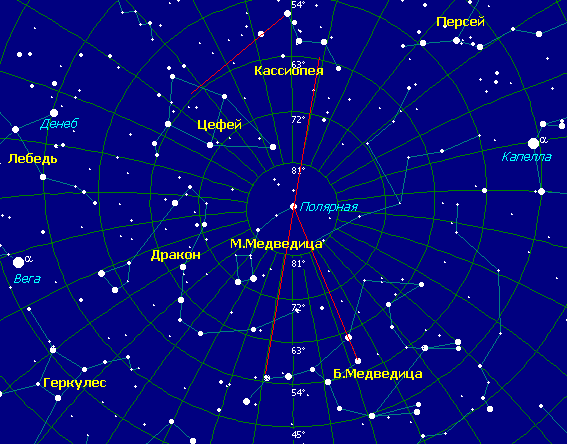 54°
Персей
63°
Кассиопея
72°
Денеб
Цефей
α
Капелла
Лебедь
81°
Полярная
М.Медведица
Дракон
α
Вега
81°
72°
63°
Б.Медведица
Геркулес
54°
45°